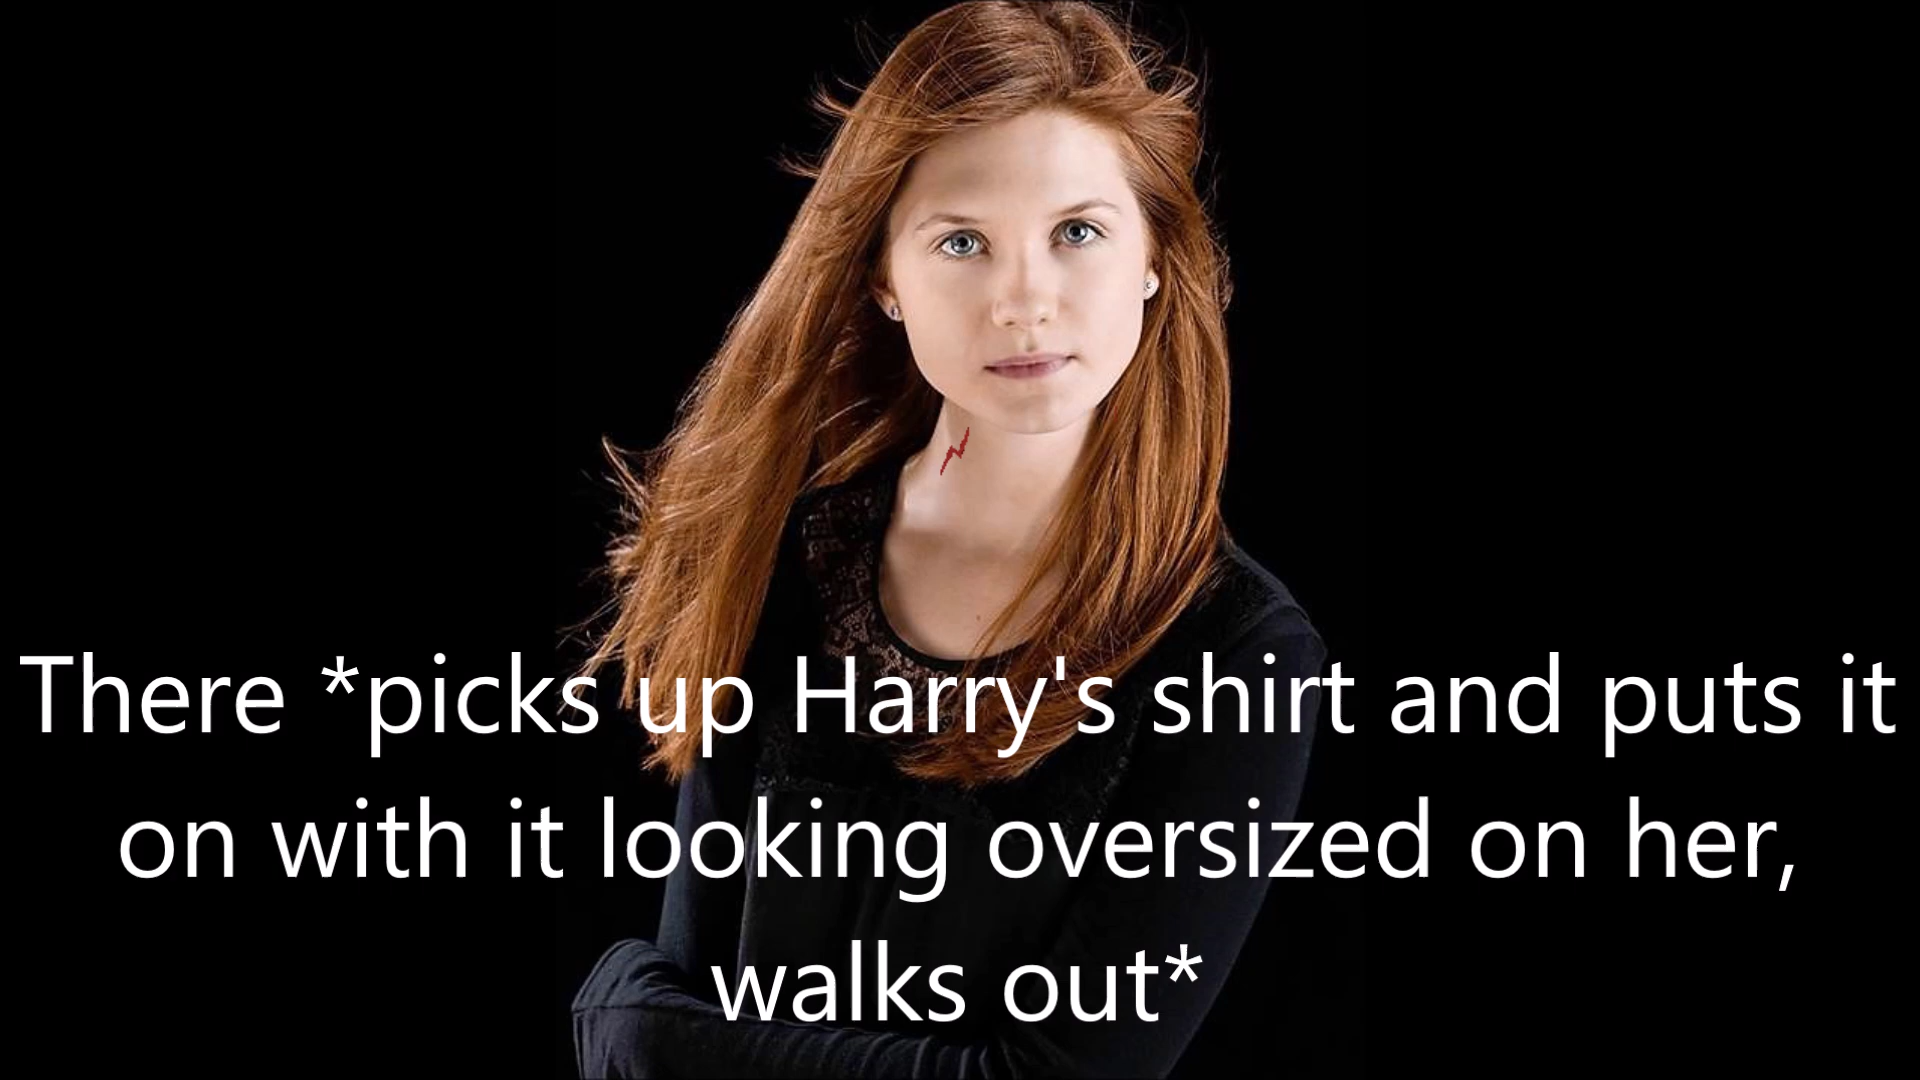 There *picks up Harry's shirt and puts it
on with it looking oversized on her,
walks out*